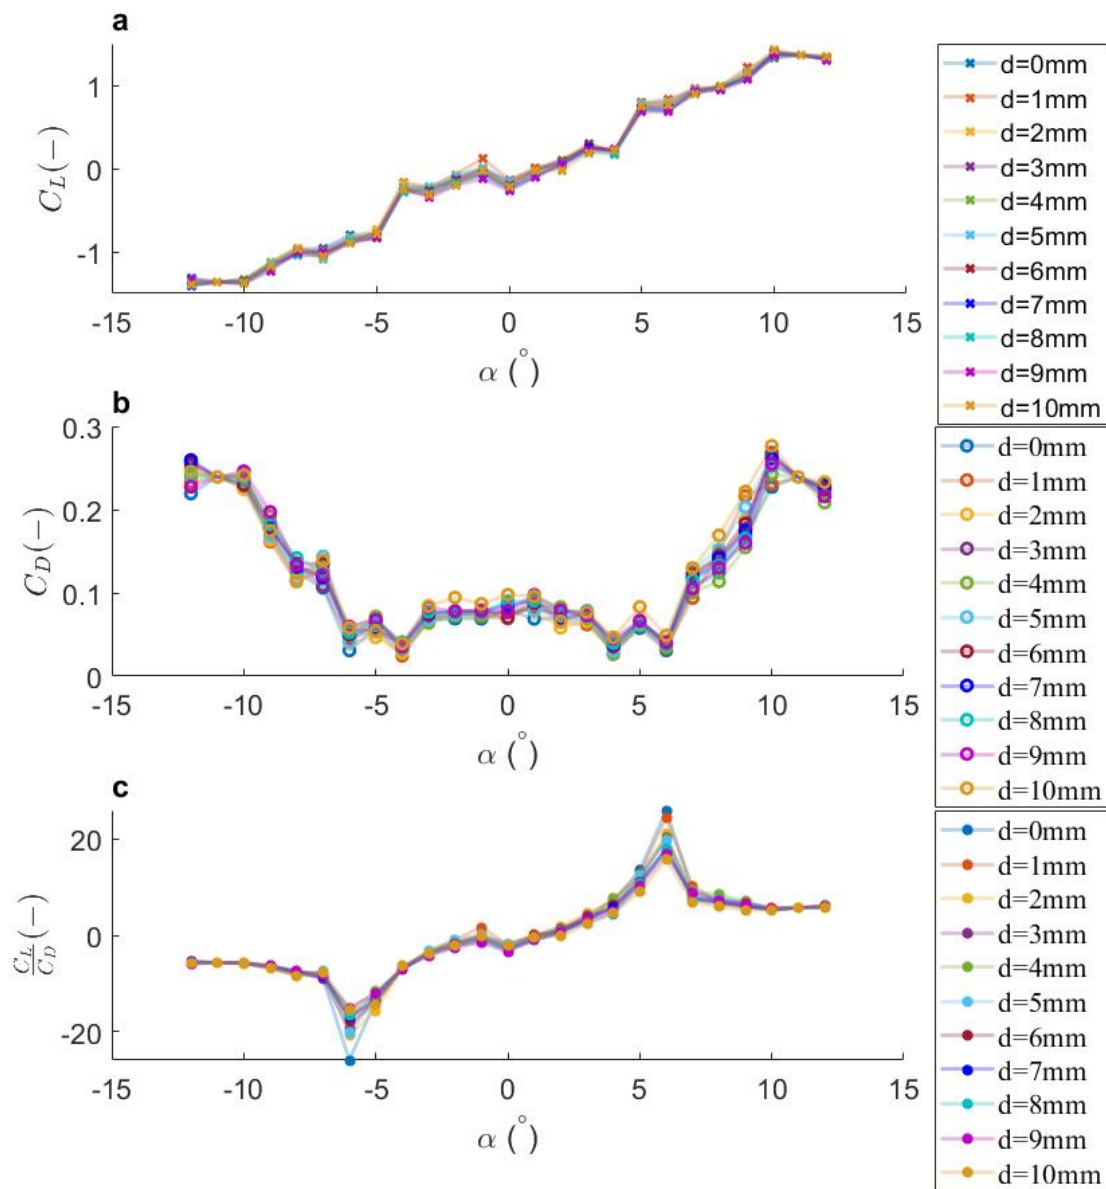 a
1
0
-1
C_L(−)
-15 -10 -5 0 5 10 15
α (°)
d=0mm
d=1mm
d=2mm
d=3mm
d=4mm
d=5mm
d=6mm
d=7mm
d=8mm
d=9mm
d=10mm
b
0.3
0.2
0.1
0
C_D(−)
-15 -10 -5 0 5 10 15
α (°)
d=0mm
d=1mm
d=2mm
d=3mm
d=4mm
d=5mm
d=6mm
d=7mm
d=8mm
d=9mm
d=10mm
c
20
0
-20
C_L/C_D(−)
-15 -10 -5 0 5 10 15
α (°)
d=0mm
d=1mm
d=2mm
d=3mm
d=4mm
d=5mm
d=6mm
d=7mm
d=8mm
d=9mm
d=10mm